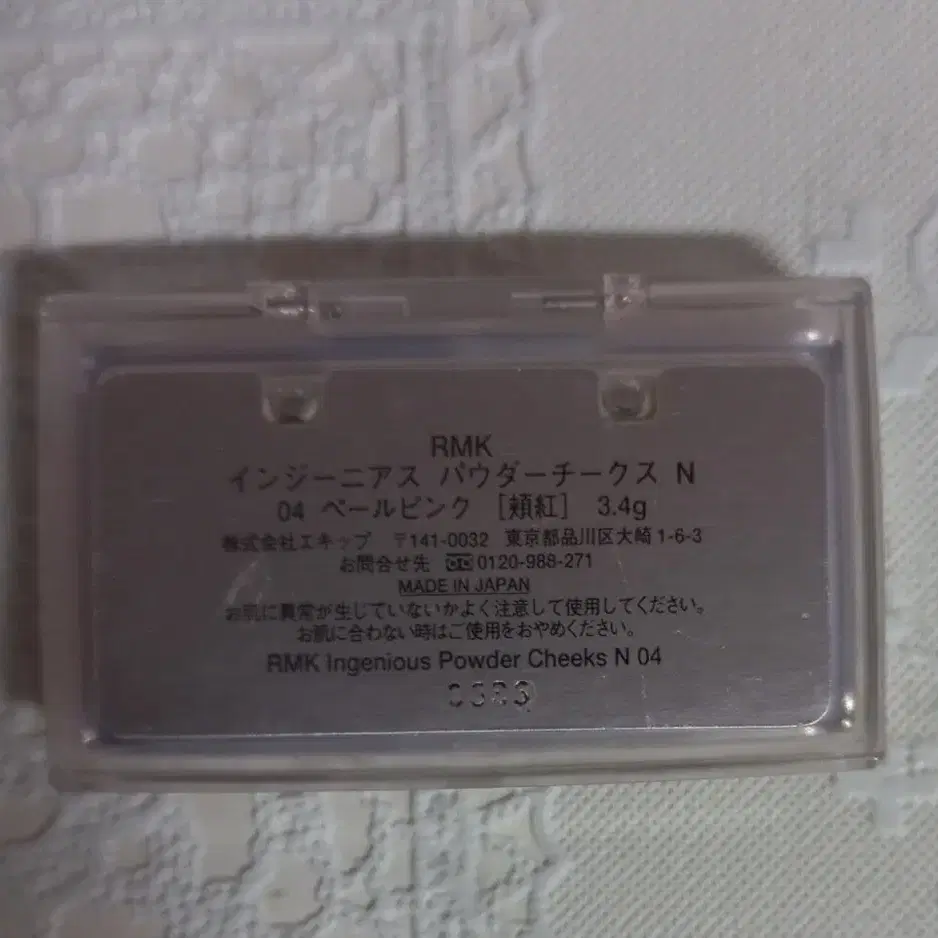 RMK
インジーニアス パウダーチークス N
04 ペールピンク [頬紅] 3.4g
株式会社エキップ 〒141-0032 東京都品川区大崎1-6-3
お問合せ先 0120-988-271
MADE IN JAPAN
お肌に異常が生じていないかよく注意して使用してください。
お肌に合わない時はご使用をおやめください。
RMK Ingenious Powder Cheeks N 04